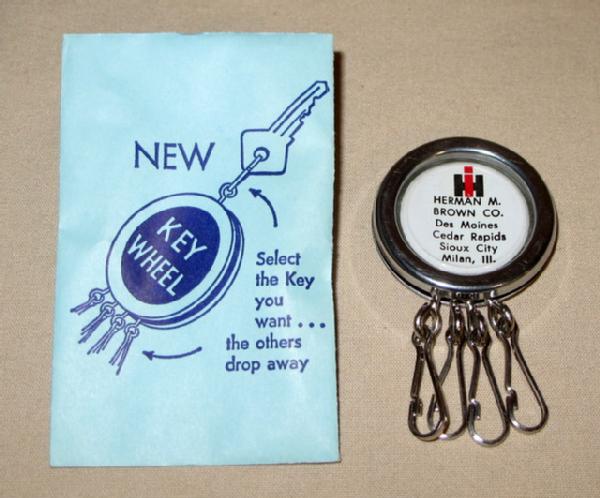 NEW
KEY
WHEEL
Select
the Key
you
want . . .
the others
drop away
IH
HERMAN M.
BROWN CO.
Des Moines
Cedar Rapids
Sioux City
Milan, Ill.